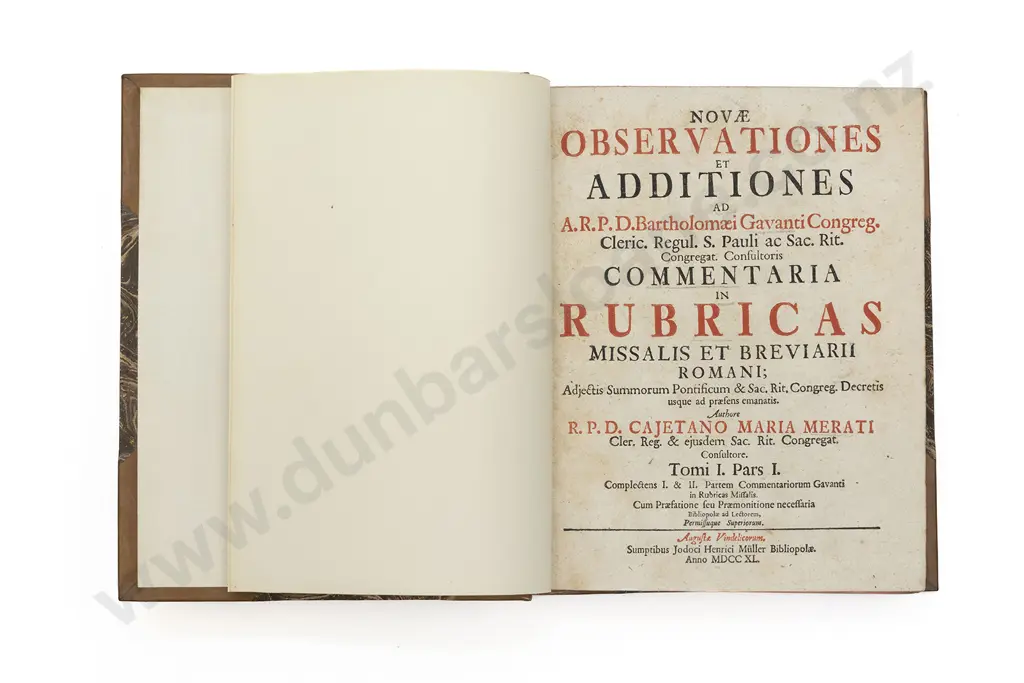 NOVÆ
OBSERVATIONES
ET
ADDITIONES
AD
A. R. P. D. Bartholomæi Gavanti Congreg.
Cleric. Regul. S. Pauli ac Sac. Rit.
Congregat. Conſultoris
COMMENTARIA
IN
RUBRICAS
MISSALIS ET BREVIARII
ROMANI;
Adjectis Summorum Pontificum & Sac. Rit. Congreg. Decretis
usque ad præſens emanatis.
Authore
R. P. D. CAJETANO MARIA MERATI
Cler. Reg. & ejusdem Sac. Rit. Congregat.
Conſultore.
Tomi I. Pars I.
Complectens I. & II. Partem Commentariorum Gavanti
in Rubricas Miſſalis.
Cum Præfatione ſeu Præmonitione neceſſaria
Bibliopolæ ad Lectorem,
Permiſſuque Superiorum.
Auguſtæ Vindelicorum.
Sumptibus Jodoci Henrici Müller Bibliopolæ.
Anno MDCC XL.
www.dunbarsloane.co.nz